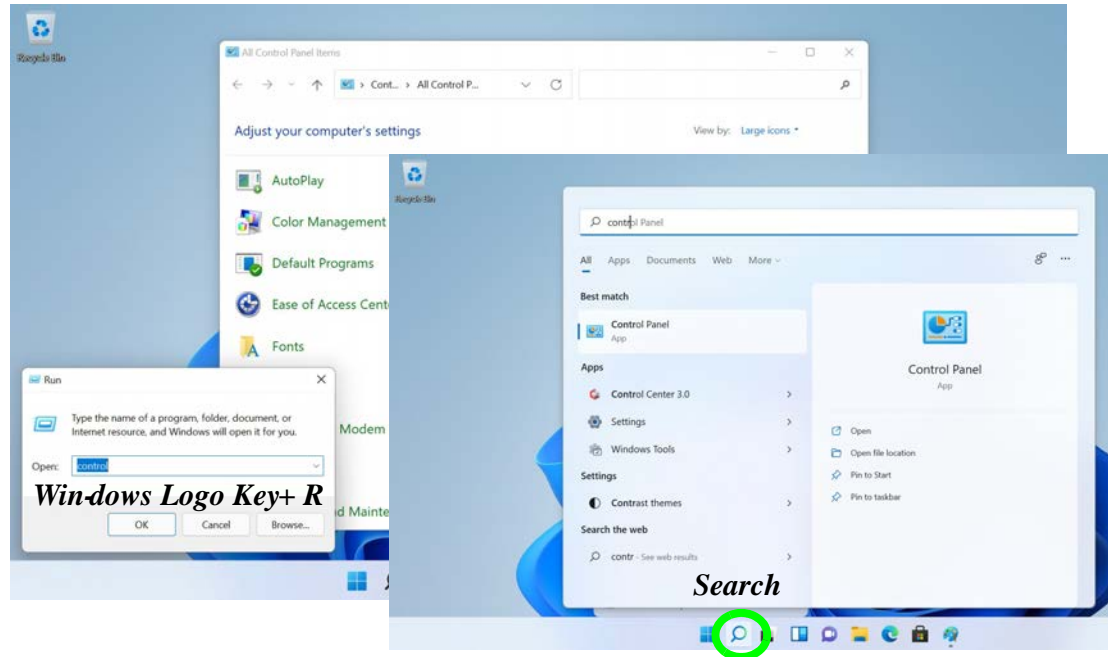 Recycle Bin
All Control Panel Items
Cont... > All Control P...
Adjust your computer's settings
View by: Large icons
AutoPlay
Color Management
Default Programs
Ease of Access Cent
Fonts
Modem
d Mainte
Run
Type the name of a program, folder, document, or
Internet resource, and Windows will open it for you.
Open: control
Win-dows Logo Key+ R
OK Cancel Browse...
Recycle Bin
control Panel
All Apps Documents Web More
Best match
Control Panel
App
Apps
Control Center 3.0
Settings
Windows Tools
Settings
Contrast themes
Search the web
contr - See web results
Control Panel
App
Open
Open file location
Pin to Start
Pin to taskbar
Search